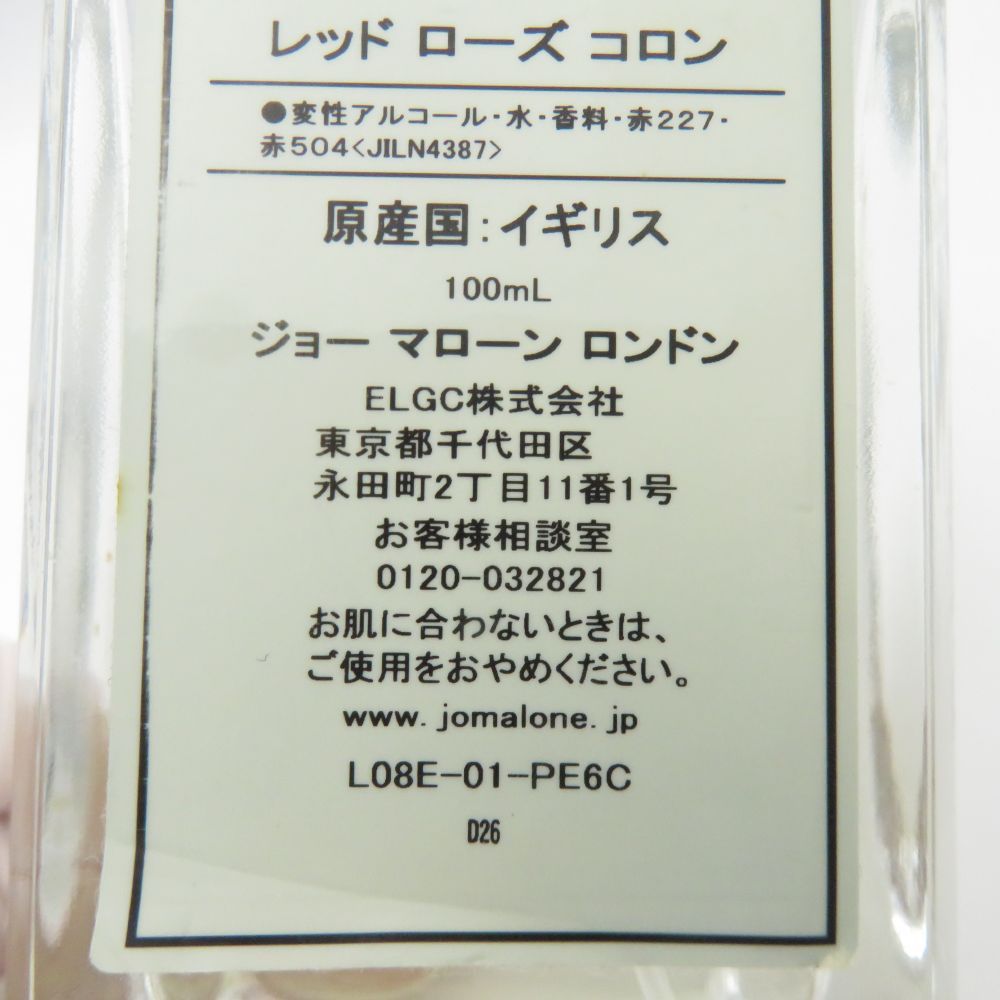 レッド ローズ コロン
●変性アルコール・水・香料・赤227・
赤504<JILN4387>
原産国:イギリス
100mL
ジョー マローン ロンドン
ELGC株式会社
東京都千代田区
永田町2丁目11番1号
お客様相談室
0120-032821
お肌に合わないときは、
ご使用をおやめください。
www.jomalone.jp
L08E-01-PE6C
D26